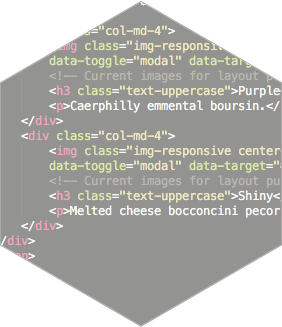 ="col-md-4">
img class="img-responsive
data-toggle="modal" data-targ
<!-- Current images for layout p
<h3 class="text-uppercase">Purple
<p>Caerphilly emmental boursin.</
</div>
<div class="col-md-4">
<img class="img-responsive center
data-toggle="modal" data-target="
<!-- Current images for layout pu
<h3 class="text-uppercase">Shiny<
<p>Melted cheese bocconcini pecor
</div>
/div>